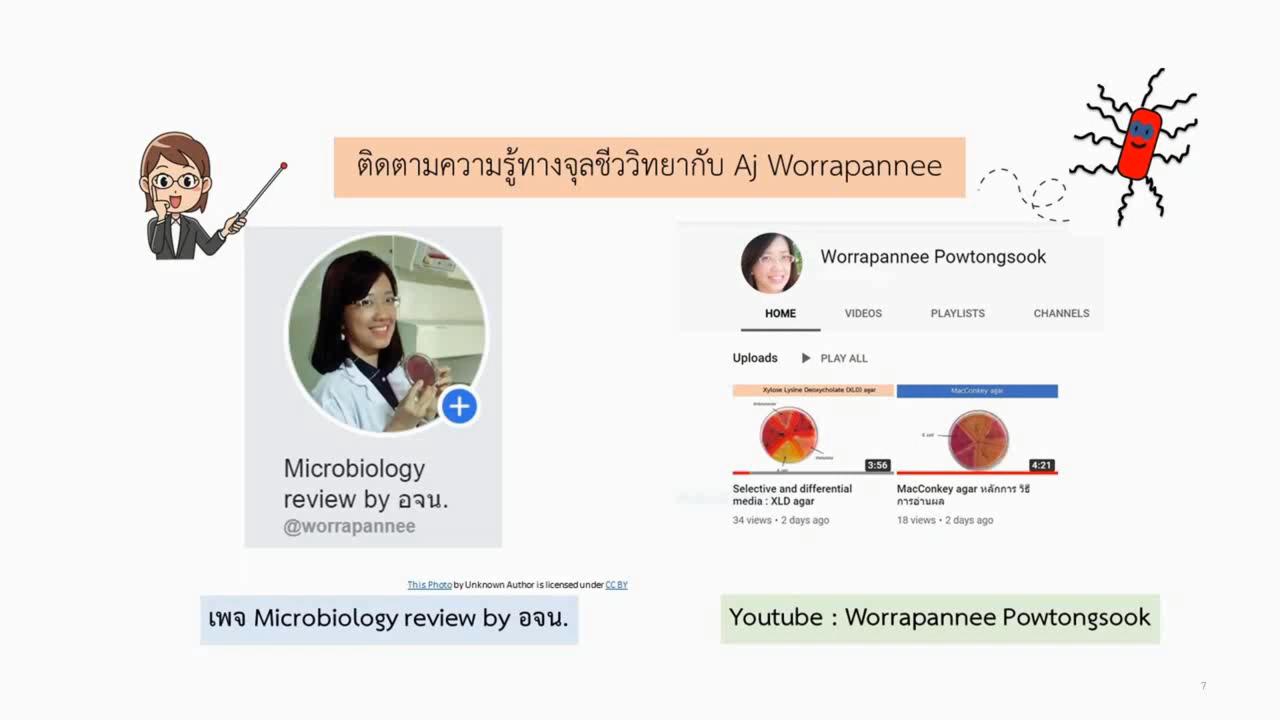 ติดตามความรู้ทางจุลชีววิทยากับ Aj Worrapannee
Microbiology
review by อจน.
@worrapannee
This Photo by Unknown Author is licensed under CC BY
เพจ Microbiology review by อจน.
Worrapannee Powtongsook
HOME VIDEOS PLAYLISTS CHANNELS
Uploads PLAY ALL
Xylose Lysine Deoxycholate (XLD) agar
MacConkey agar
E. coli
3:56
4:21
Selective and differential
media : XLD agar
34 views • 2 days ago
MacConkey agar หลักการ วิธี
การอ่านผล
18 views • 2 days ago
Youtube : Worrapannee Powtongsook
7